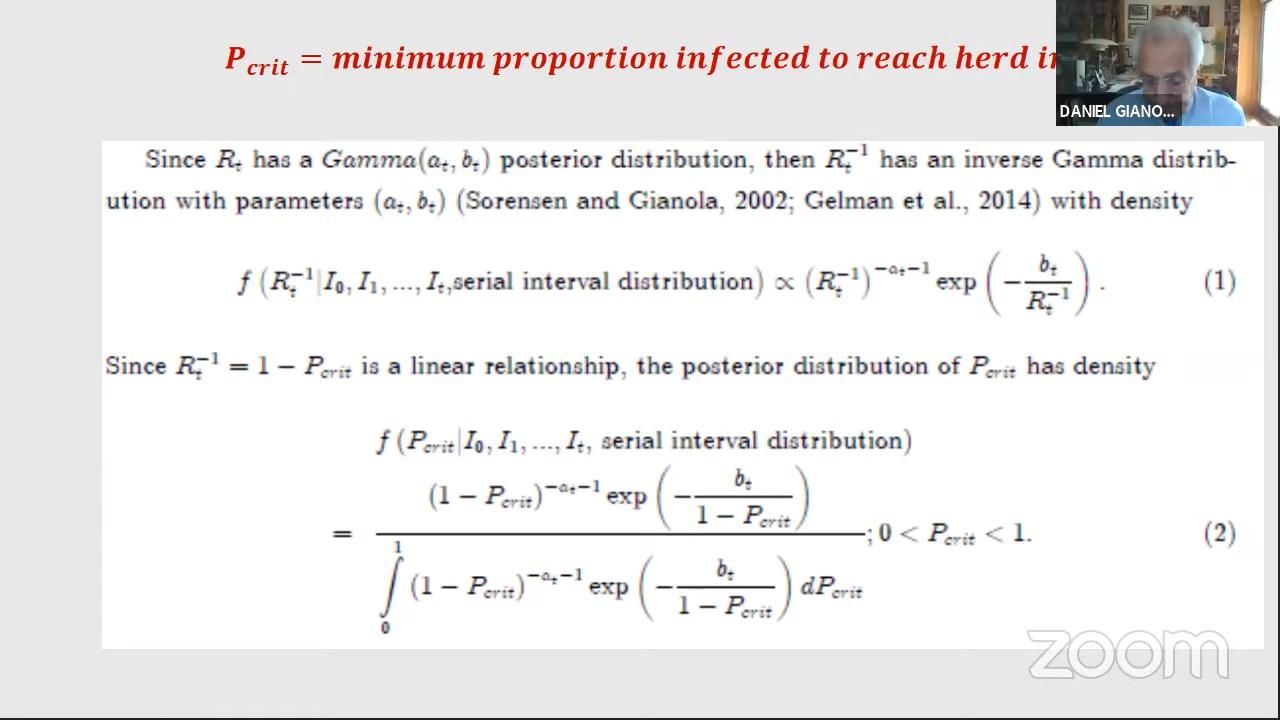 P_crit = minimum proportion infected to reach herd
DANIEL GIANO...
Since R_t has a Gamma(a_t, b_t) posterior distribution, then R_t^{-1} has an inverse Gamma distrib-
ution with parameters (a_t, b_t) (Sorensen and Gianola, 2002; Gelman et al., 2014) with density
f (R_t^{-1}|I_0, I_1, ..., I_t,serial interval distribution) ∝ (R_t^{-1})^{-a_t-1} exp (-b_t/R_t^{-1}) . (1)
Since R_t^{-1} = 1 - P_crit is a linear relationship, the posterior distribution of P_crit has density
f (P_crit|I_0, I_1, ..., I_t, serial interval distribution)
(1 - P_crit)^{-a_t-1} exp (-b_t/(1 - P_crit))
= ; 0 < P_crit < 1. (2)
∫_0^1 (1 - P_crit)^{-a_t-1} exp (-b_t/(1 - P_crit)) dP_crit
zoom